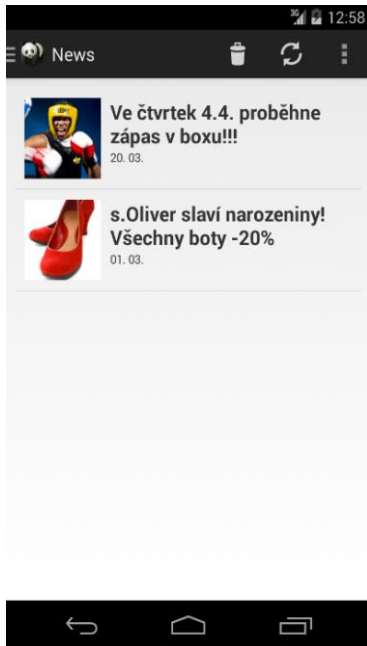 3G 12:58
News
Ve čtvrtek 4.4. proběhne
zápas v boxu!!!
20. 03.
s.Oliver slaví narozeniny!
Všechny boty -20%
01. 03.